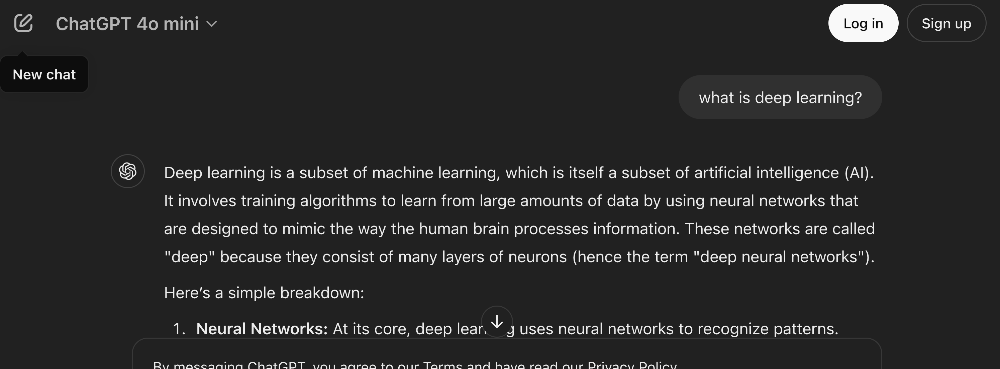 ChatGPT 4o mini
Log in
Sign up
New chat
what is deep learning?
Deep learning is a subset of machine learning, which is itself a subset of artificial intelligence (AI).
It involves training algorithms to learn from large amounts of data by using neural networks that
are designed to mimic the way the human brain processes information. These networks are called
"deep" because they consist of many layers of neurons (hence the term "deep neural networks").
Here’s a simple breakdown:
1. Neural Networks: At its core, deep learning uses neural networks to recognize patterns.
By messaging ChatGPT, you agree to our Terms and have read our Privacy Policy.